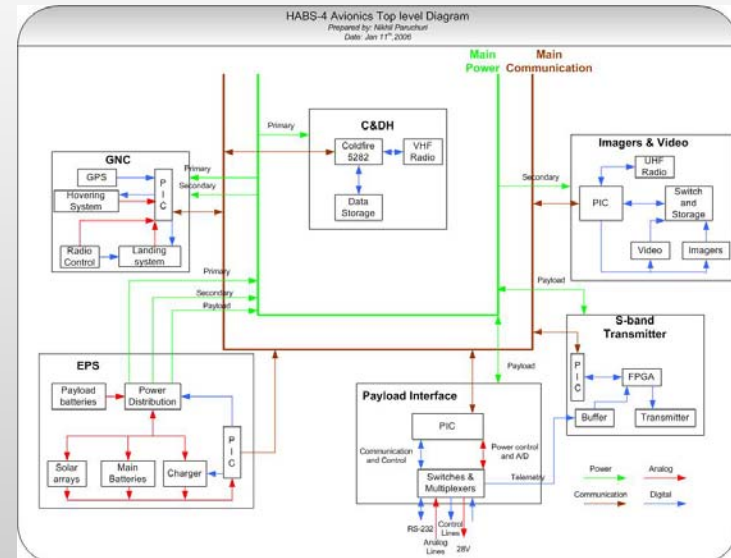 HABS-4 Avionics Top level Diagram
Prepared by: Nikhil Paruchuri
Date: Jan 11th,2006
Main Power
Main Communication
C&DH
Primary
Coldfire 5282
VHF Radio
Data Storage
GNC
GPS
Hovering System
PIC
Radio Control
Landing system
Primary
Secondary
Imagers & Video
Secondary
UHF Radio
PIC
Switch and Storage
Video
Imagers
Primary
Secondary
Payload
EPS
Payload batteries
Power Distribution
PIC
Solar arrays
Main Batteries
Charger
Payload
S-band Transmitter
PIC
FPGA
Buffer
Transmitter
Payload
Payload Interface
PIC
Communication and Control
Power control and A/D
Switches & Multiplexers
Telemetry
RS-232
Control Lines
Analog Lines
28V
Power
Analog
Communication
Digital